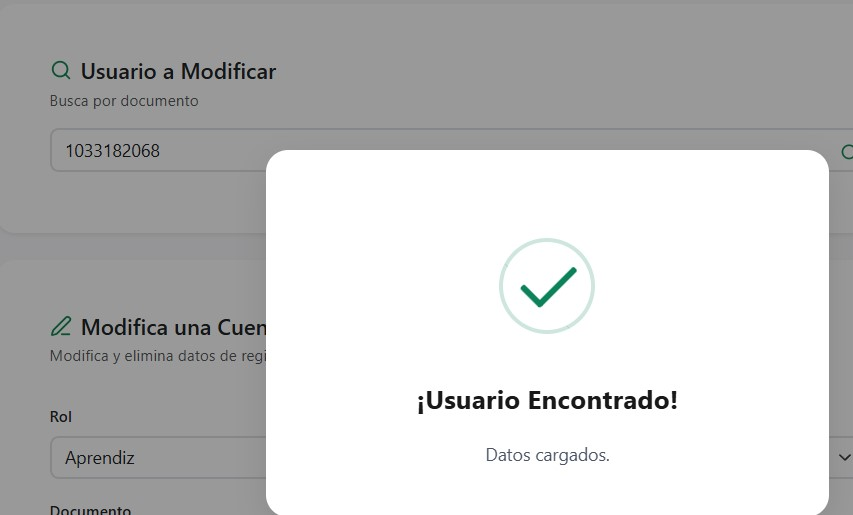 Usuario a Modificar
Busca por documento
1033182068
Modifica una Cuen
Modifica y elimina datos de regi
Rol
Aprendiz
Documento
¡Usuario Encontrado!
Datos cargados.